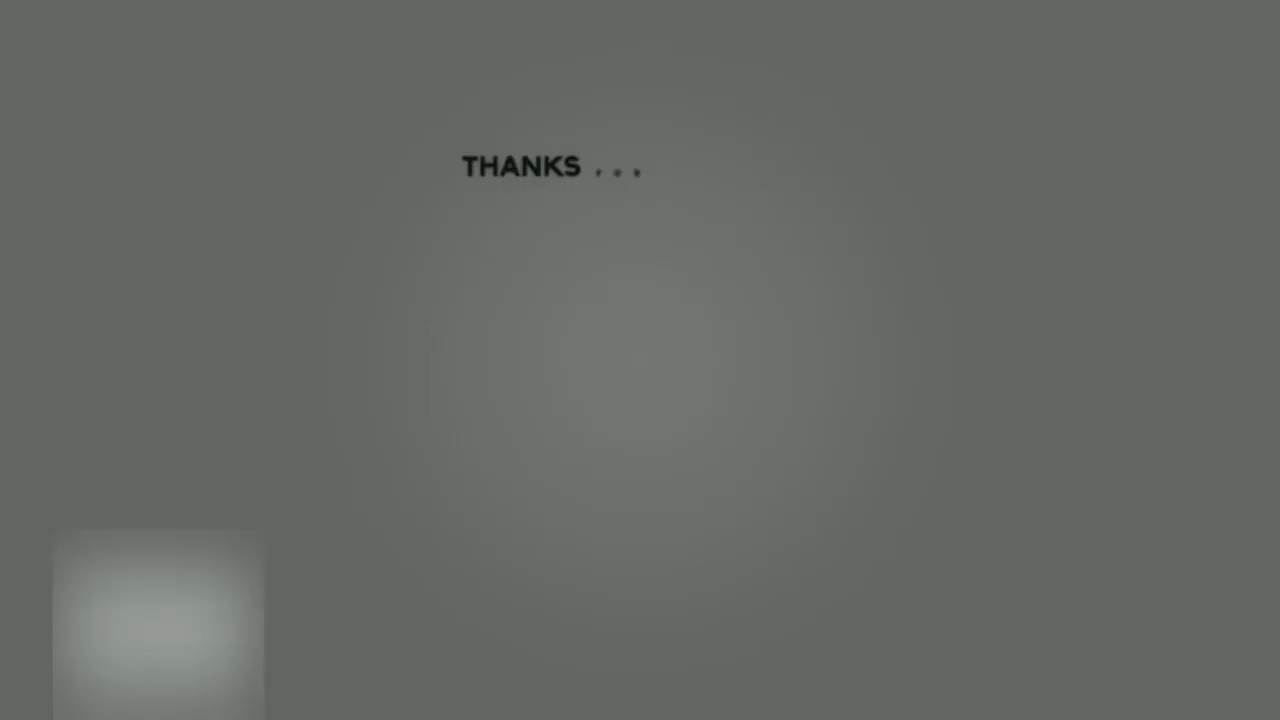 THANKS . . .